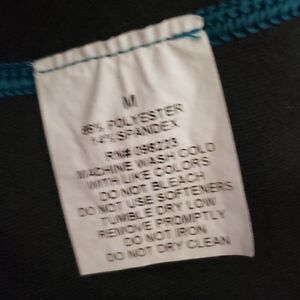 M
86% POLYESTER
14% SPANDEX
RN# 098223
MACHINE WASH COLD
WITH LIKE COLORS
DO NOT BLEACH
DO NOT USE SOFTENERS
TUMBLE DRY LOW
REMOVE PROMPTLY
DO NOT IRON
DO NOT DRY CLEAN